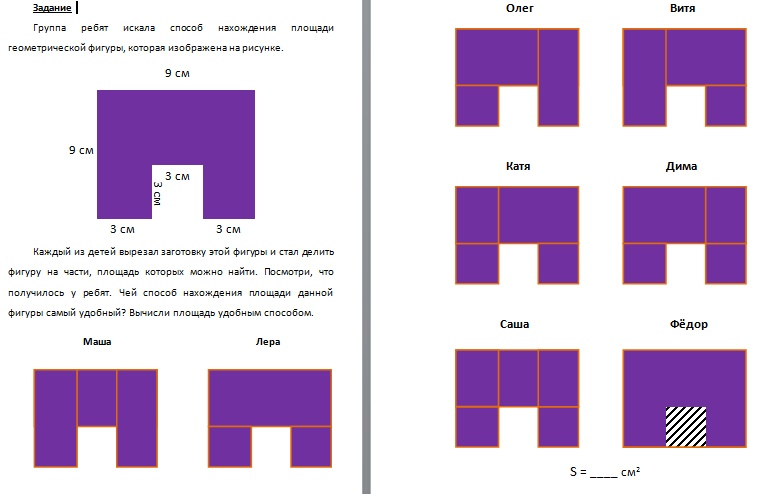 Задание
Группа ребят искала способ нахождения площади
геометрической фигуры, которая изображена на рисунке.
9 см
9 см
3 см
3 см
3 см
3 см
Каждый из детей вырезал заготовку этой фигуры и стал делить
фигуру на части, площадь которых можно найти. Посмотри, что
получилось у ребят. Чей способ нахождения площади данной
фигуры самый удобный? Вычисли площадь удобным способом.
Маша
Лера
Олег
Витя
Катя
Дима
Саша
Фёдор
S = ____ см²